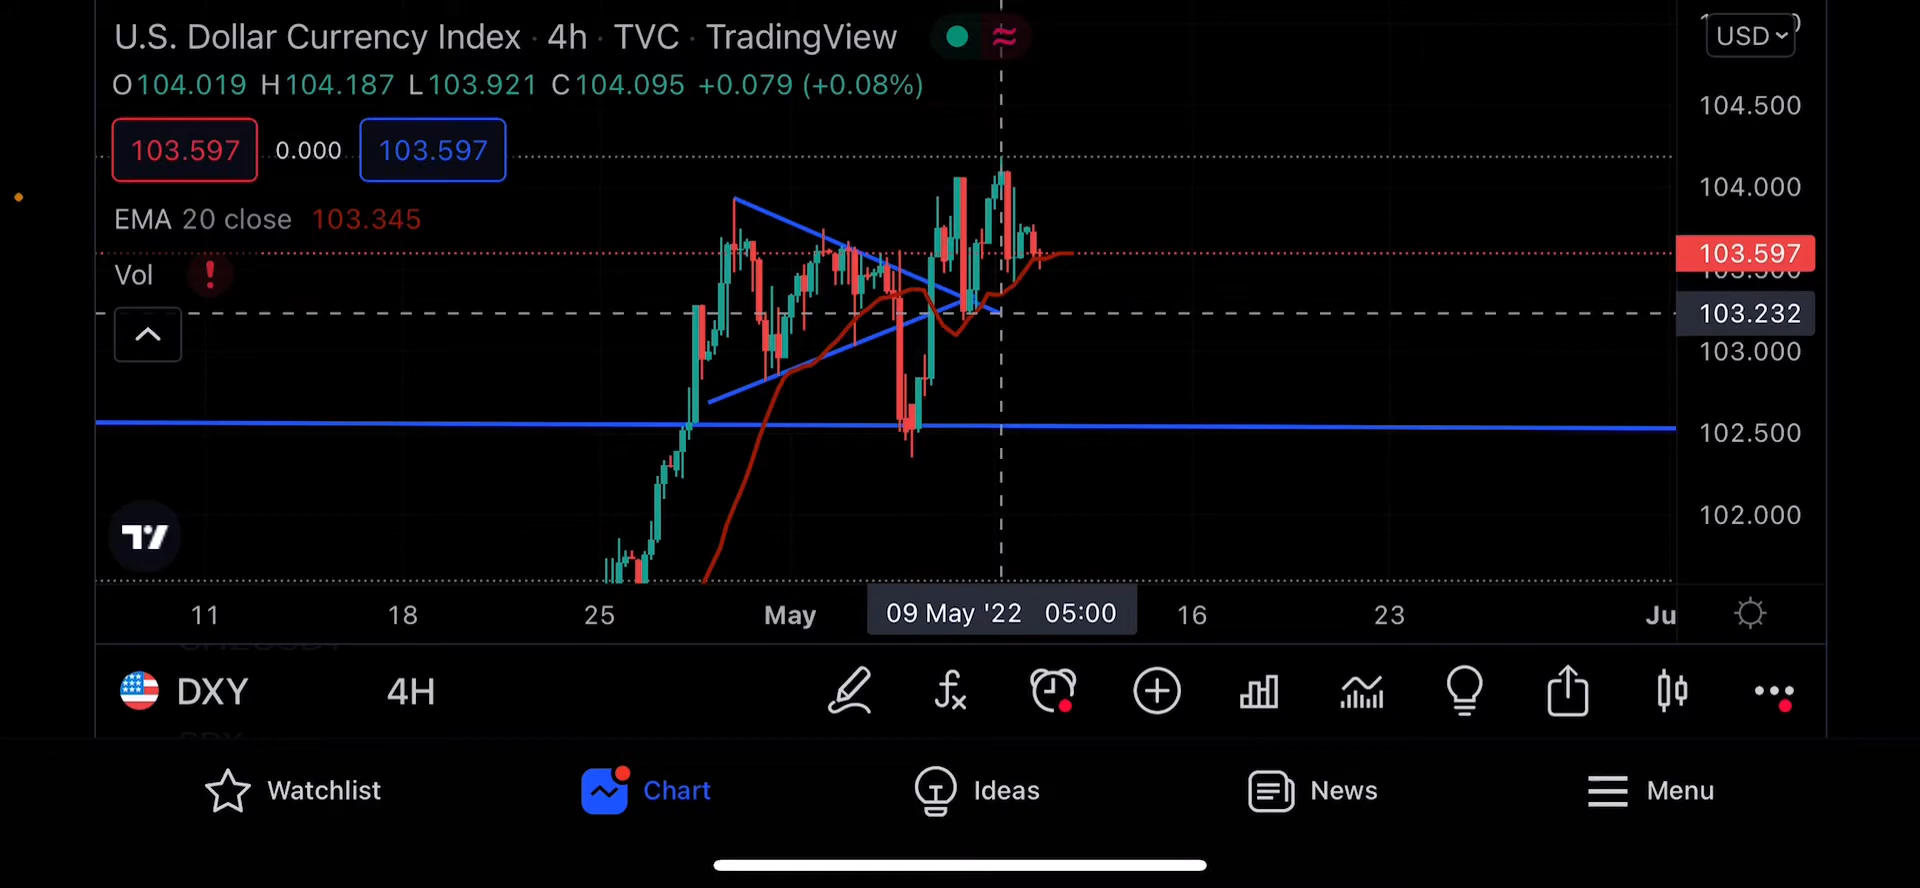 U.S. Dollar Currency Index · 4h · TVC · TradingView
USD
O104.019 H104.187 L103.921 C104.095 +0.079 (+0.08%)
104.500
103.597 0.000 103.597
104.000
EMA 20 close 103.345
103.597
Vol
103.232
103.000
102.500
102.000
11 18 25 May 09 May '22 05:00 16 23 Ju
DXY 4H
Watchlist Chart Ideas News Menu